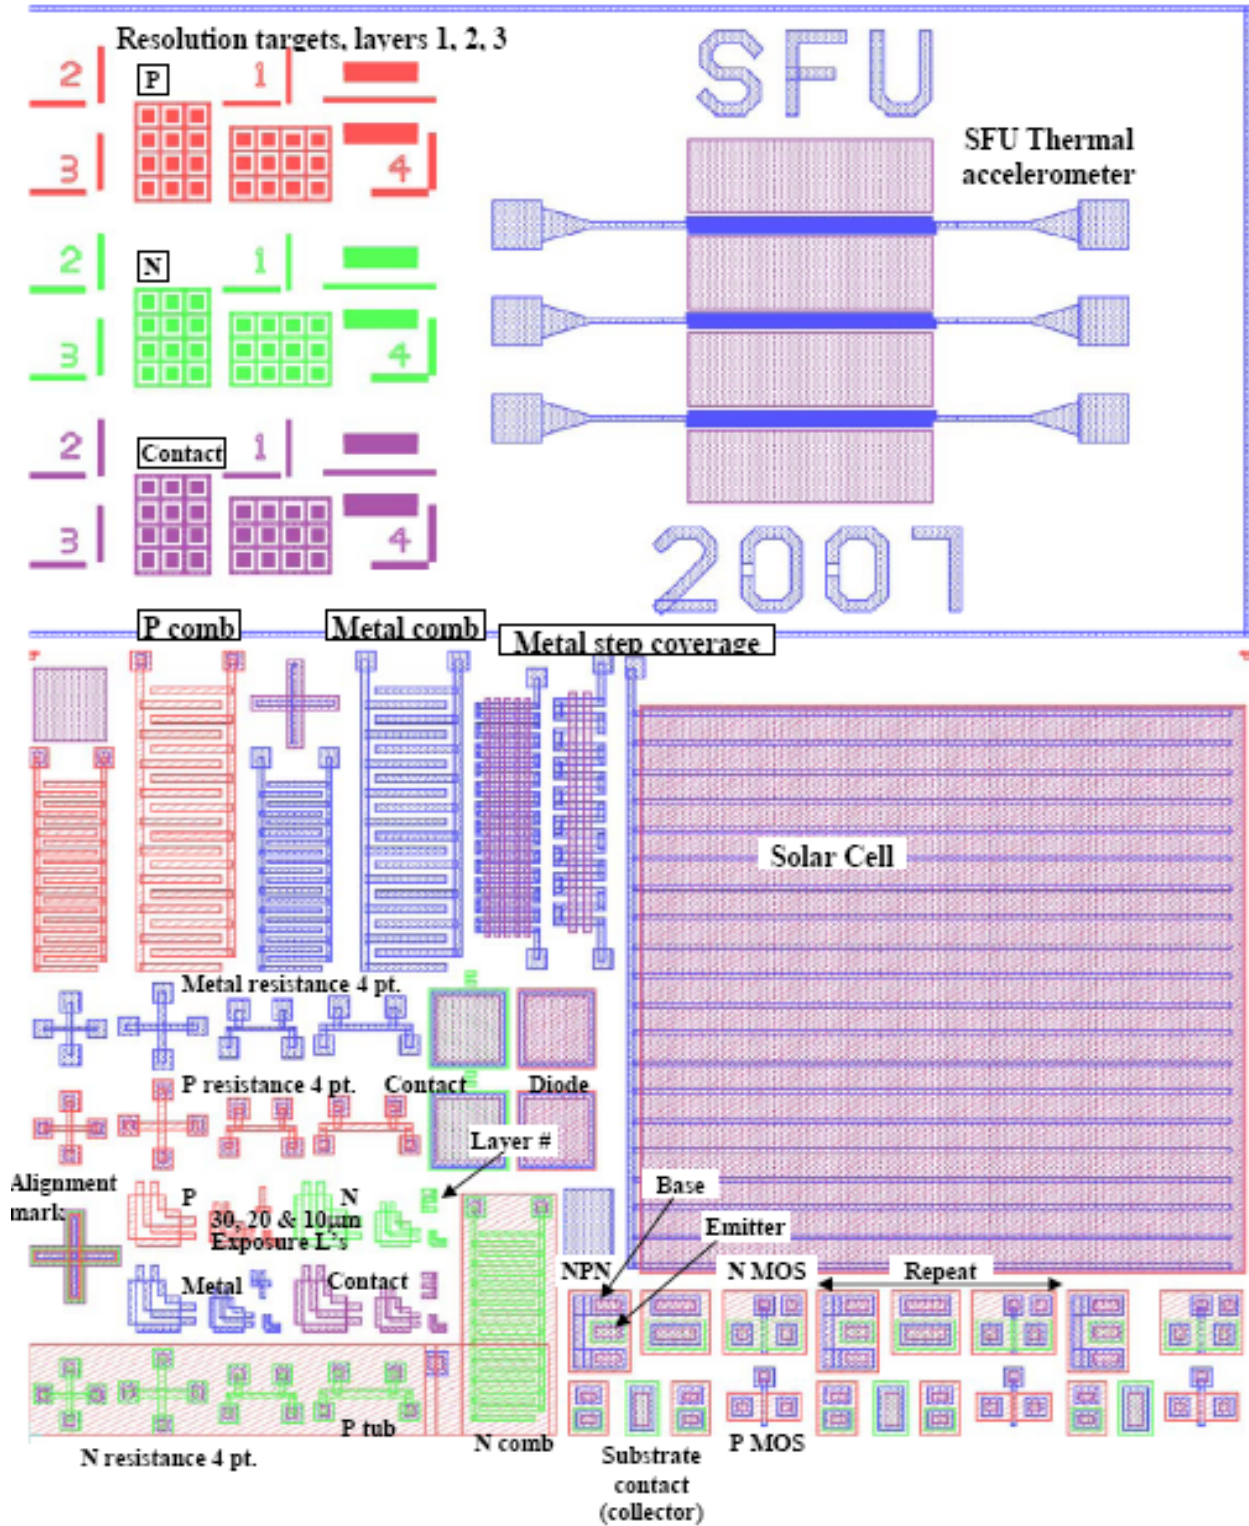 Resolution targets, layers 1, 2, 3
SFU
2
P
1
3
4
SFU Thermal
accelerometer
2
N
1
3
4
2
Contact
1
3
4
2007
P comb
Metal comb
Metal step coverage
Solar Cell
Metal resistance 4 pt.
P resistance 4 pt.
Contact
Diode
Layer #
Alignment
mark
P
N
30, 20 & 10µm
Exposure L's
Base
Emitter
Metal
Contact
NPN
N MOS
Repeat
P tub
N comb
N resistance 4 pt.
P MOS
Substrate
contact
(collector)